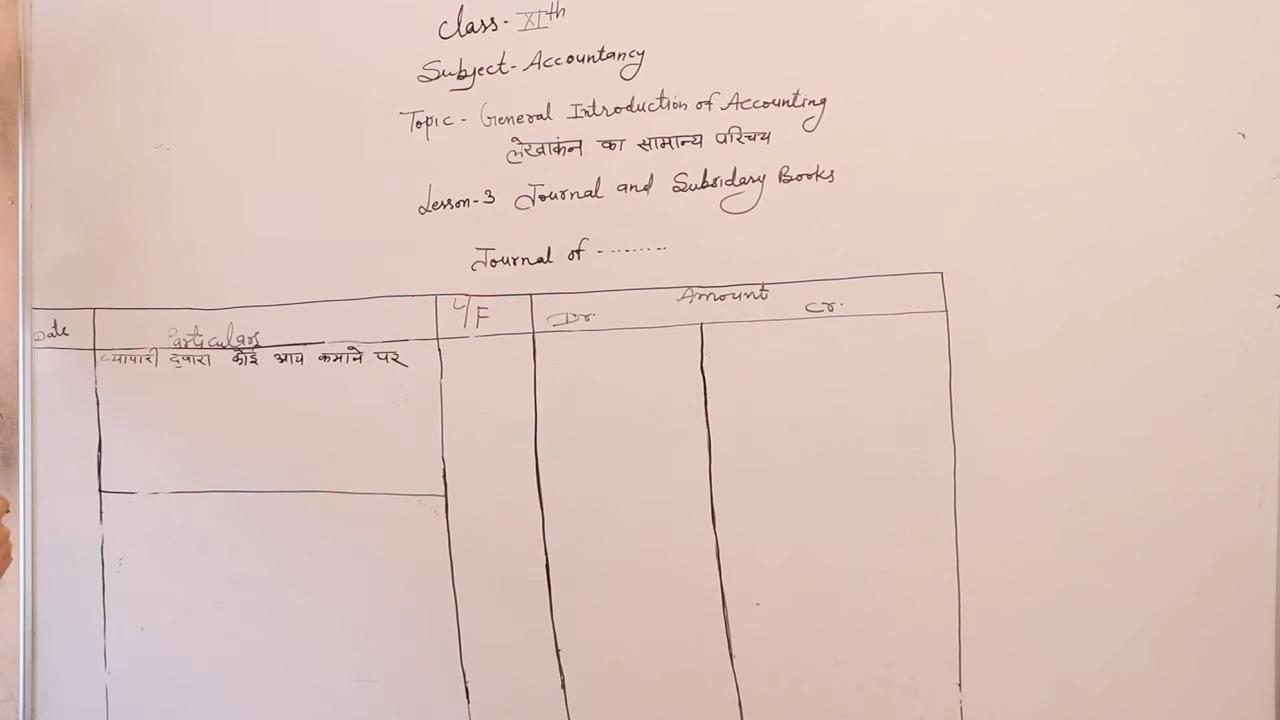 Class- XIth
Subject- Accountancy
Topic - General Introduction of Accounting
लेखाकंन का सामान्य परिचय
Lesson-3 Journal and Subsidary Books
Journal of ---------
Date Particulars L/F Amount
Dr. Cr.
व्यापारी द्वारा कोई आय कमाने पर